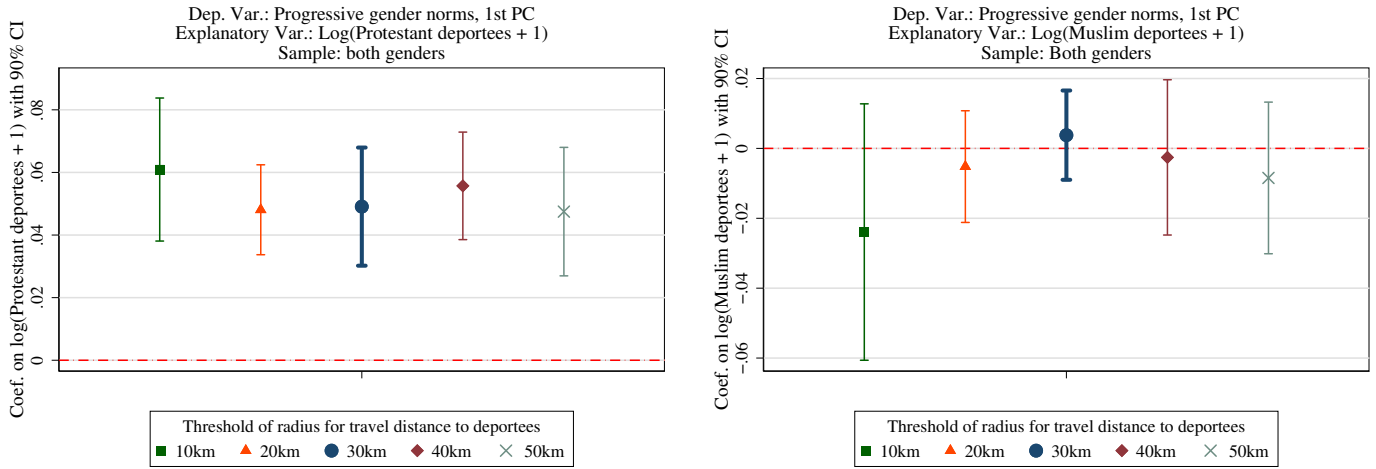 Dep. Var.: Progressive gender norms, 1st PC
Explanatory Var.: Log(Protestant deportees + 1)
Sample: both genders
Coef. on log(Protestant deportees + 1) with 90% CI
.08
.06
.04
.02
0
Threshold of radius for travel distance to deportees
10km 20km 30km 40km 50km
Dep. Var.: Progressive gender norms, 1st PC
Explanatory Var.: Log(Muslim deportees + 1)
Sample: Both genders
Coef. on log(Muslim deportees + 1) with 90% CI
.02
0
−.02
−.04
−.06
Threshold of radius for travel distance to deportees
10km 20km 30km 40km 50km